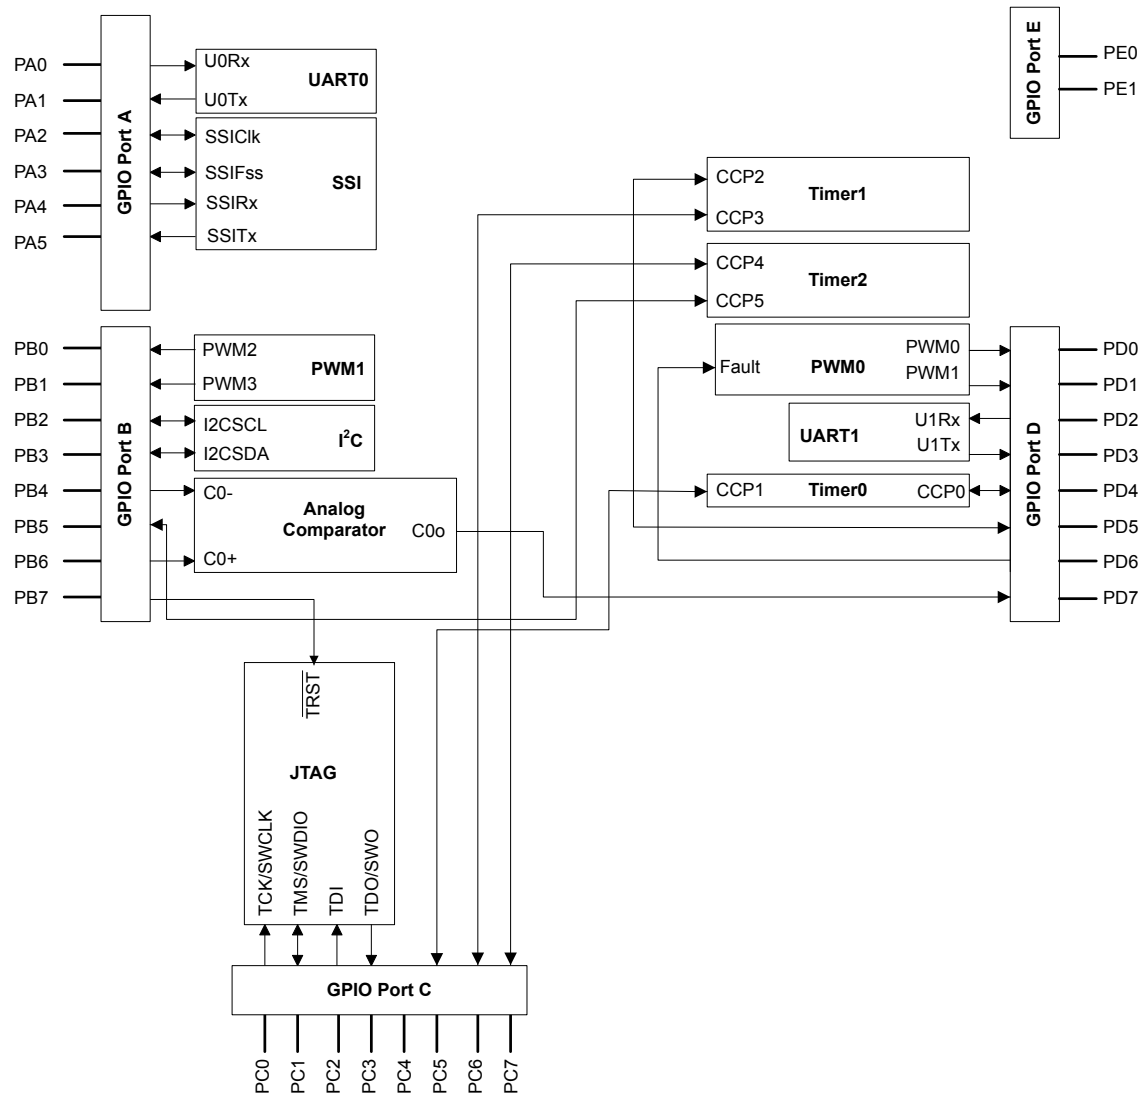 PA0
PA1
PA2
PA3
PA4
PA5
GPIO Port A
U0Rx
U0Tx
UART0
SSIClk
SSIFss
SSIRx
SSITx
SSI
GPIO Port E
PE0
PE1
CCP2
CCP3
Timer1
CCP4
CCP5
Timer2
PB0
PB1
PB2
PB3
PB4
PB5
PB6
PB7
GPIO Port B
PWM2
PWM3
PWM1
I2CSCL
I2CSDA
I²C
C0-
C0+
Analog
Comparator
C0o
Fault
PWM0
PWM0
PWM1
UART1
U1Rx
U1Tx
CCP1
Timer0
CCP0
GPIO Port D
PD0
PD1
PD2
PD3
PD4
PD5
PD6
PD7
TRST
JTAG
TCK/SWCLK
TMS/SWDIO
TDI
TDO/SWO
GPIO Port C
PC0
PC1
PC2
PC3
PC4
PC5
PC6
PC7